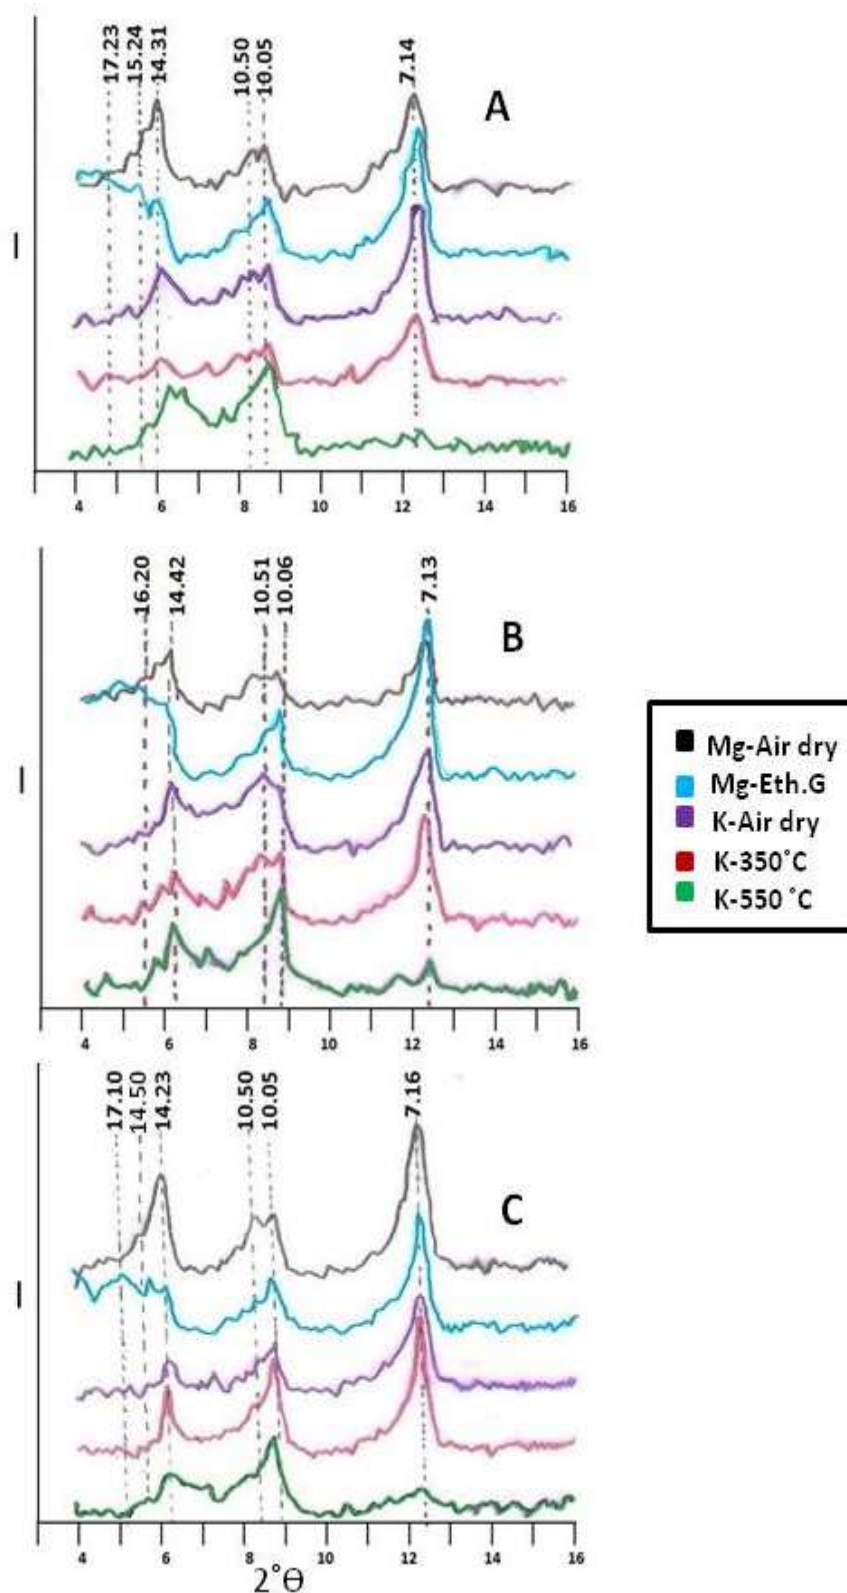 17.23 15.24 14.31 10.50 10.05 7.14
A
I
4 6 8 10 12 14 16
16.20 14.42 10.51 10.06 7.13
B
I
4 6 8 10 12 14 16
Mg-Air dry
Mg-Eth.G
K-Air dry
K-350°C
K-550 °C
17.10 14.50 14.23 10.50 10.05 7.16
C
I
4 6 8 10 12 14 16
2°Θ